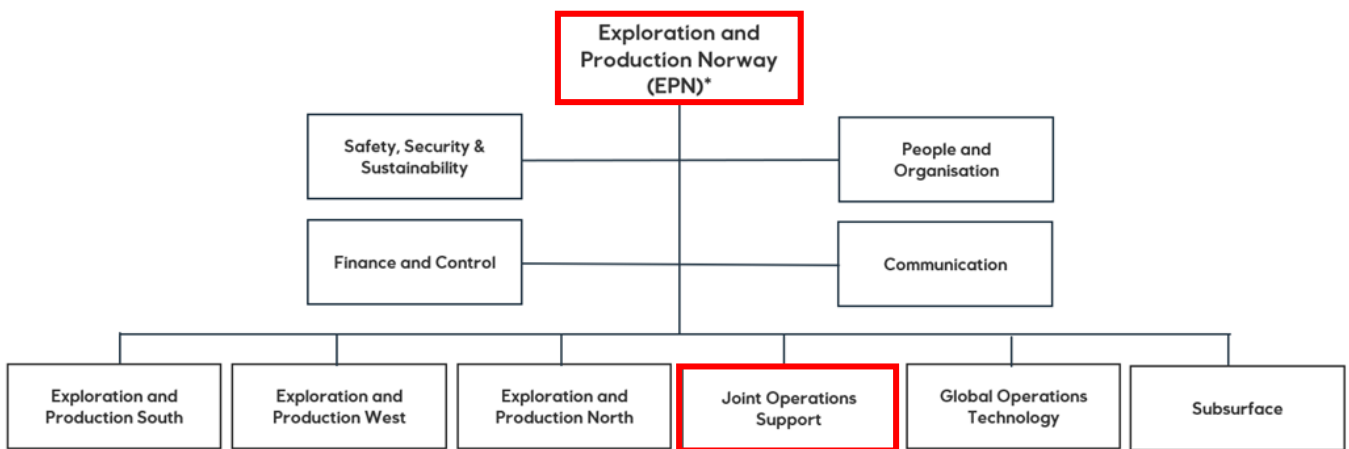 Exploration and
Production Norway
(EPN)*
Safety, Security &
Sustainability
People and
Organisation
Finance and Control
Communication
Exploration and
Production South
Exploration and
Production West
Exploration and
Production North
Joint Operations
Support
Global Operations
Technology
Subsurface